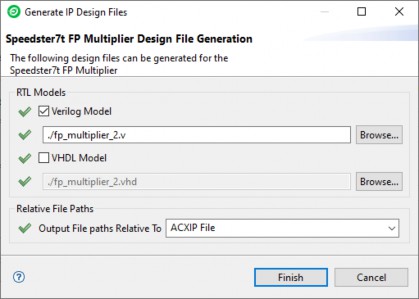 Generate IP Design Files
Speedster7t FP Multiplier Design File Generation
The following design files can be generated for the
Speedster7t FP Multiplier
RTL Models
Verilog Model
./fp_multiplier_2.v
Browse...
VHDL Model
./fp_multiplier_2.vhd
Browse...
Relative File Paths
Output File paths Relative To
ACXIP File
?
Finish
Cancel